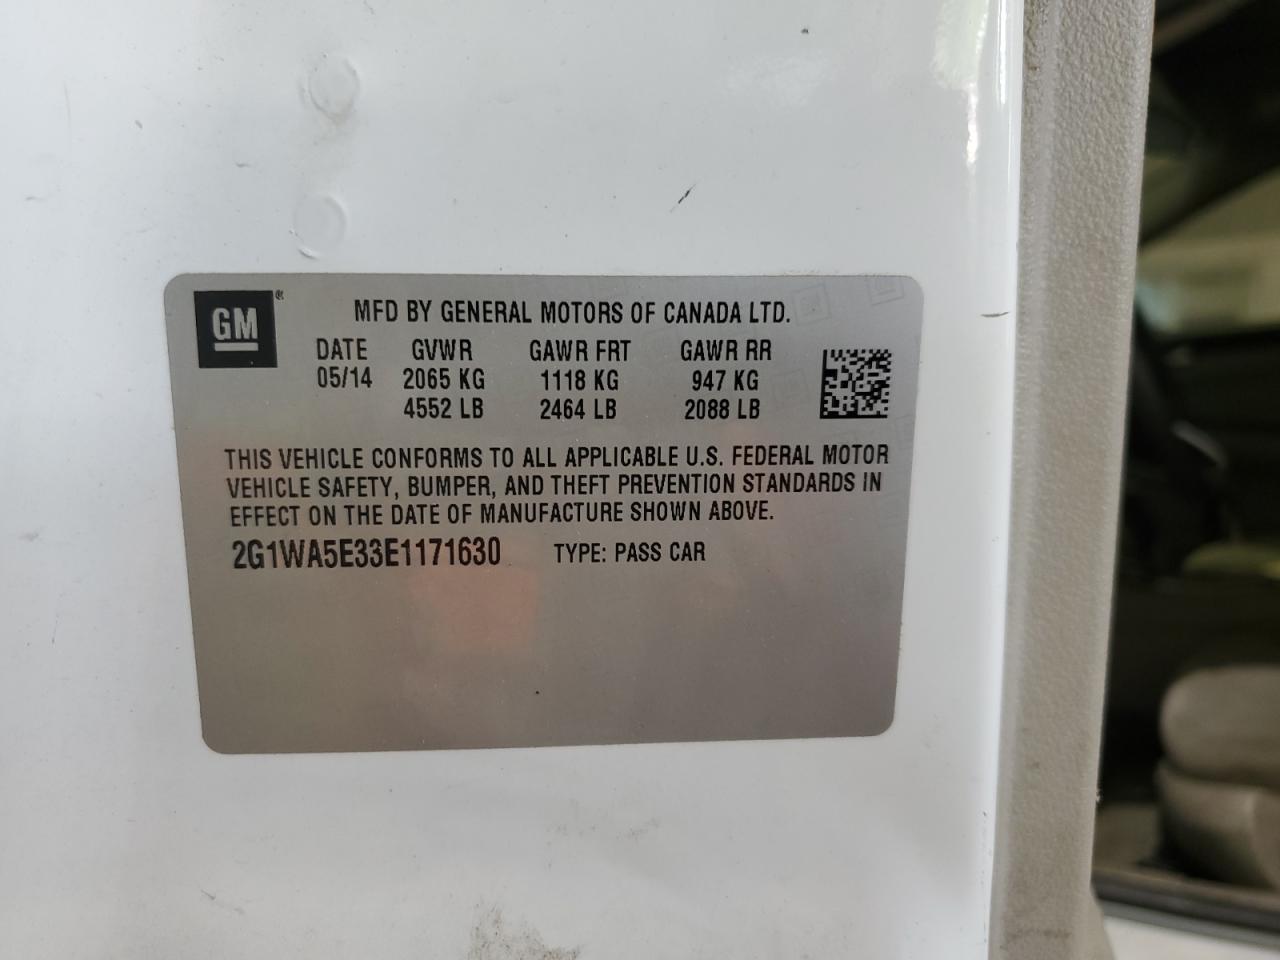 GM®
MFD BY GENERAL MOTORS OF CANADA LTD.
DATE GVWR GAWR FRT GAWR RR
05/14 2065 KG 1118 KG 947 KG
4552 LB 2464 LB 2088 LB
THIS VEHICLE CONFORMS TO ALL APPLICABLE U.S. FEDERAL MOTOR
VEHICLE SAFETY, BUMPER, AND THEFT PREVENTION STANDARDS IN
EFFECT ON THE DATE OF MANUFACTURE SHOWN ABOVE.
2G1WA5E33E1171630 TYPE: PASS CAR